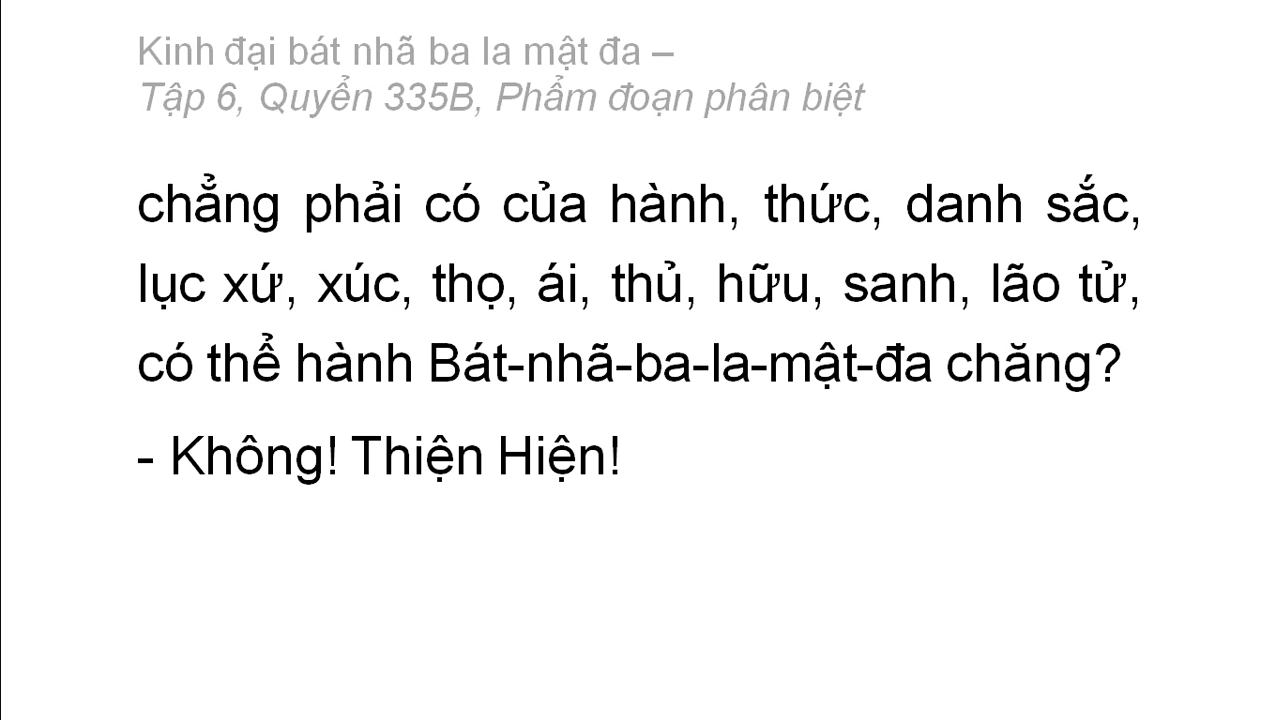 Kinh đại bát nhã ba la mật đa –
Tập 6, Quyển 335B, Phẩm đoạn phân biệt
chẳng phải có của hành, thức, danh sắc,
lục xứ, xúc, thọ, ái, thủ, hữu, sanh, lão tử,
có thể hành Bát-nhã-ba-la-mật-đa chăng?
- Không! Thiện Hiện!